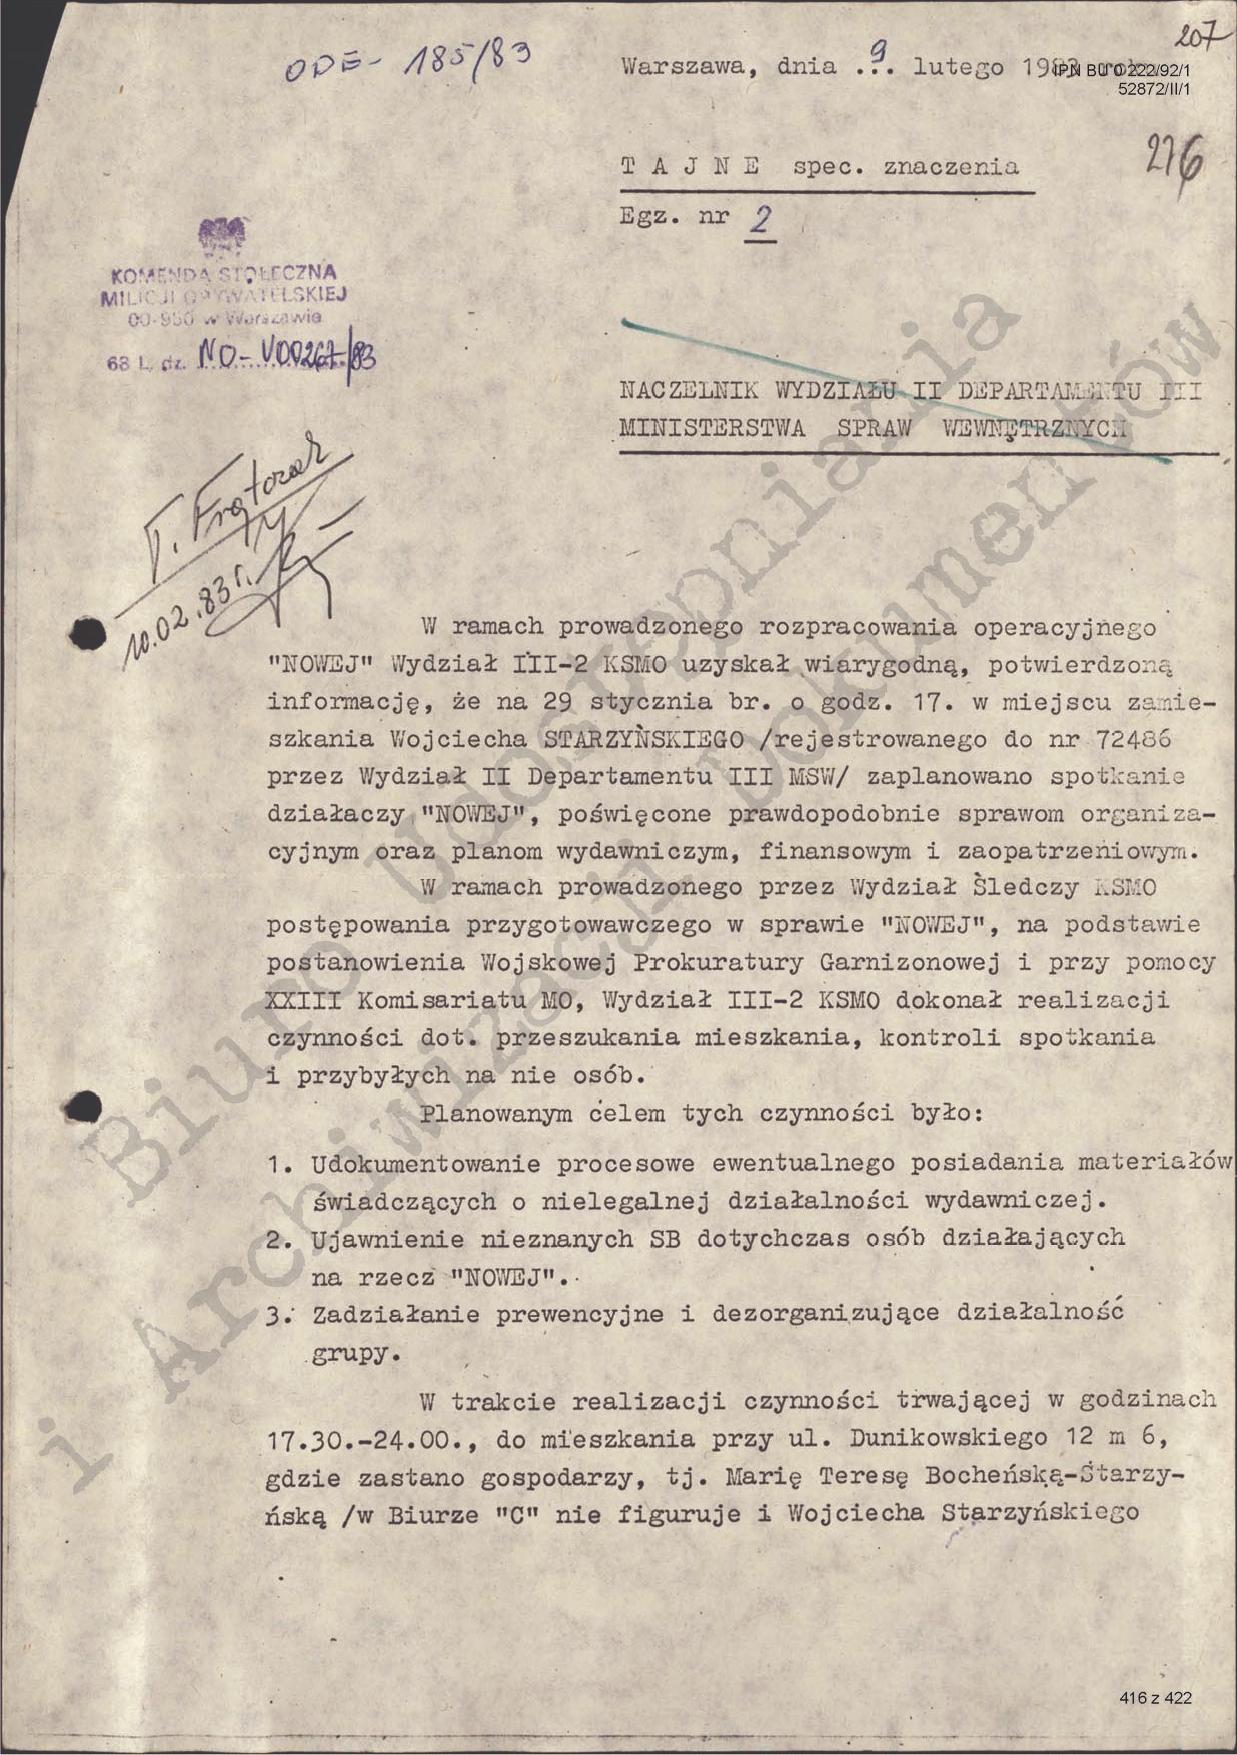 207
ODE- 185/83
Warszawa, dnia .9. lutego 1983 roku
IPN BU 0 222/92/1
52872/II/1
276
T A J N E spec. znaczenia
Egz. nr 2
KOMENDA STOŁECZNA
MILICJI OBYWATELSKIEJ
00-950 w Warszawie
68 L. dz. NO-V00267/83
NACZELNIK WYDZIAŁU II DEPARTAMENTU III
MINISTERSTWA SPRAW WEWNĘTRZNYCH
T. Frątczak
10.02.83 r.
W ramach prowadzonego rozpracowania operacyjnego
"NOWEJ" Wydział III-2 KSMO uzyskał wiarygodną, potwierdzoną
informację, że na 29 stycznia br. o godz. 17. w miejscu zamie-
szkania Wojciecha STARZYŃSKIEGO /rejestrowanego do nr 72486
przez Wydział II Departamentu III MSW/ zaplanowano spotkanie
działaczy "NOWEJ", poświęcone prawdopodobnie sprawom organiza-
cyjnym oraz planom wydawniczym, finansowym i zaopatrzeniowym.
W ramach prowadzonego przez Wydział Śledczy KSMO
postępowania przygotowawczego w sprawie "NOWEJ", na podstawie
postanowienia Wojskowej Prokuratury Garnizonowej i przy pomocy
XXIII Komisariatu MO, Wydział III-2 KSMO dokonał realizacji
czynności dot. przeszukania mieszkania, kontroli spotkania
i przybyłych na nie osób.
Planowanym celem tych czynności było:
1. Udokumentowanie procesowe ewentualnego posiadania materiałów
świadczących o nielegalnej działalności wydawniczej.
2. Ujawnienie nieznanych SB dotychczas osób działających
na rzecz "NOWEJ".
3. Zadziałanie prewencyjne i dezorganizujące działalność
grupy.
W trakcie realizacji czynności trwającej w godzinach
17.30.-24.00., do mieszkania przy ul. Dunikowskiego 12 m 6,
gdzie zastano gospodarzy, tj. Marię Teresę Bocheńską-Starzy-
ńską /w Biurze "C" nie figuruje i Wojciecha Starzyńskiego
Biuro Udostępniania
i Archiwizacji Dokumentów
416 z 422